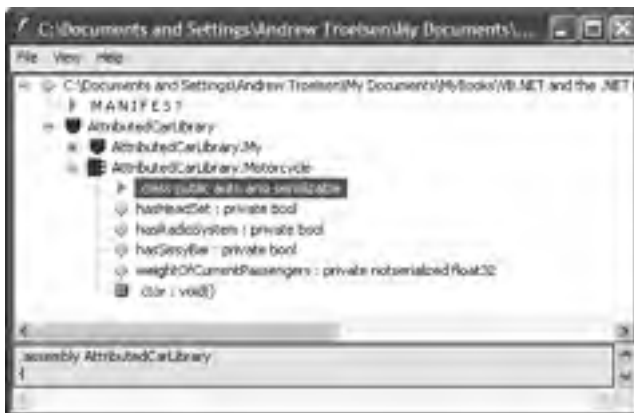 C:\Documents and Settings\Andrew Troelsen\My Documents\...
File View Help
C:\Documents and Settings\Andrew Troelsen\My Documents\MyBooks\VB.NET and the .NET
MANIFEST
AttributedCarLibrary
AttributedCarLibrary.My
AttributedCarLibrary.Motorcycle
.class public auto ansi serializable
hasHeadSet : private bool
hasRadioSystem : private bool
hasSissyBar : private bool
weightOfCurrentPassengers : private notserialized float32
.ctor : void()
.assembly AttributedCarLibrary
{